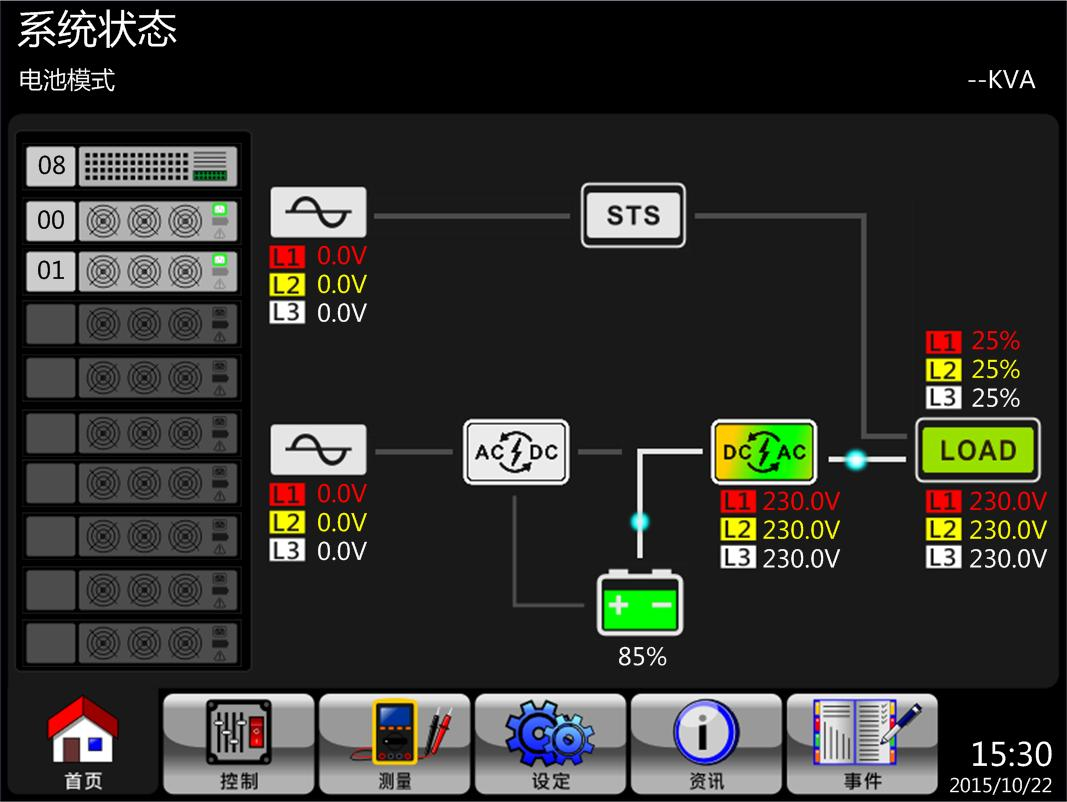 系统状态
电池模式
--KVA
08
00
01
STS
L1 0.0V
L2 0.0V
L3 0.0V
L1 25%
L2 25%
L3 25%
AC DC
DC AC
LOAD
L1 0.0V
L2 0.0V
L3 0.0V
L1 230.0V
L2 230.0V
L3 230.0V
L1 230.0V
L2 230.0V
L3 230.0V
+ −
85%
首页
控制
测量
设定
资讯
事件
15:30
2015/10/22